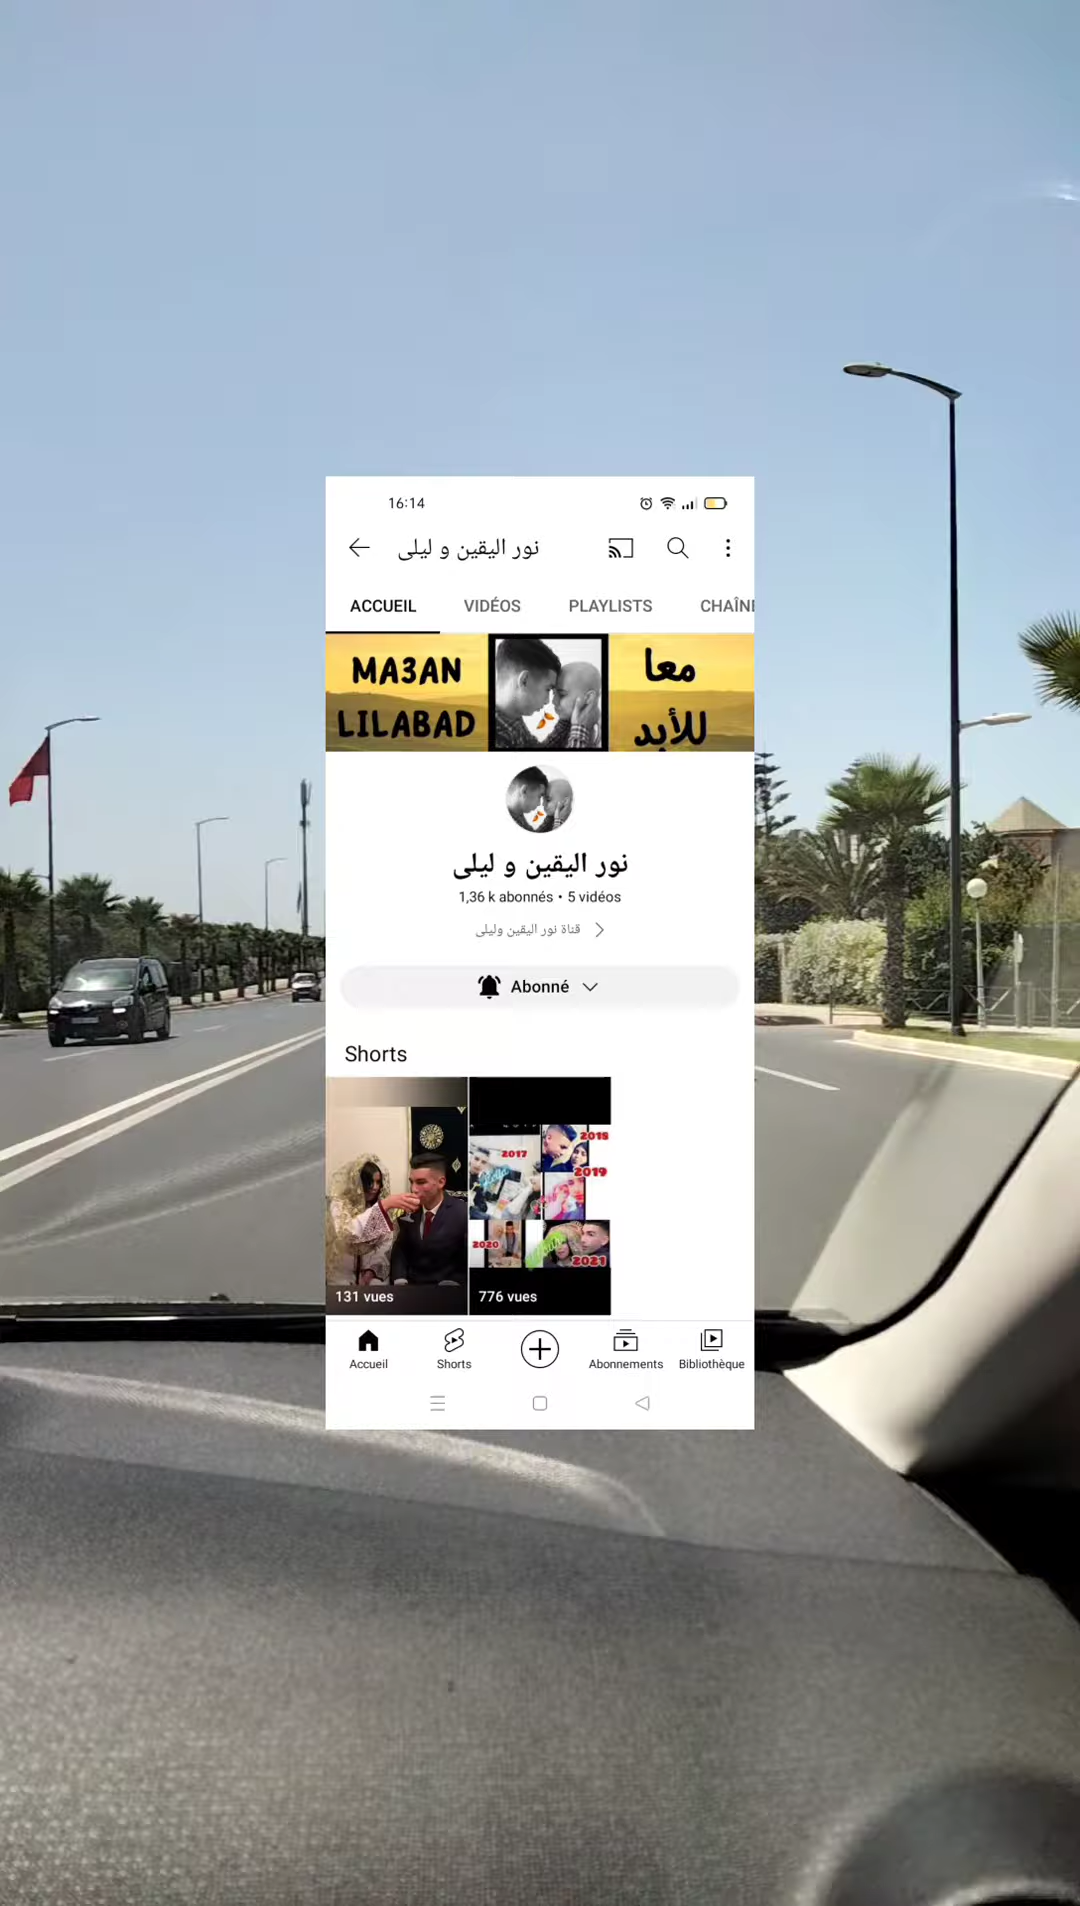 16:14
نور اليقين و ليلى
ACCUEIL
VIDÉOS
PLAYLISTS
CHAÎN
MA3AN
LILABAD
معا
للأبد
نور اليقين و ليلى
1,36 k abonnés • 5 vidéos
قناة نور اليقين وليلى
Abonné
Shorts
2017
2018
2019
2020
2021
131 vues
776 vues
Accueil
Shorts
Abonnements
Bibliothèque